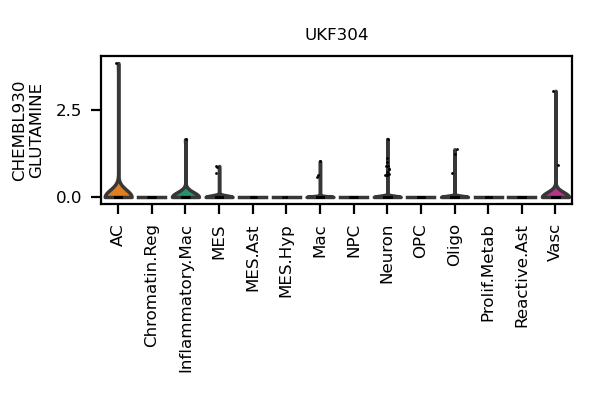 UKF304
CHEMBL930
GLUTAMINE
2.5
0.0
AC
Chromatin.Reg
Inflammatory.Mac
MES
MES.Ast
MES.Hyp
Mac
NPC
Neuron
OPC
Oligo
Prolif.Metab
Reactive.Ast
Vasc